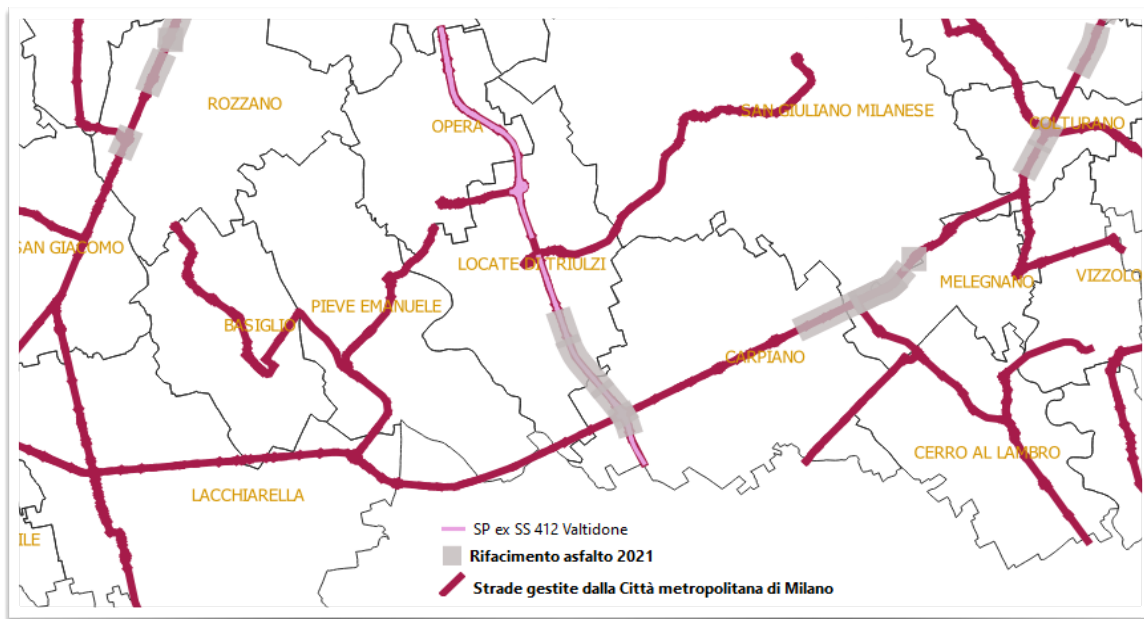 ROZZANO
OPERA
SAN GIULIANO MILANESE
COLTURANO
SAN GIACOMO
LOCATE DI TRIULZI
MELEGNANO
VIZZOLO
PIEVE EMANUELE
BASIGLIO
CARPIANO
CERRO AL LAMBRO
LACCHIARELLA
ILE
SP ex SS 412 Valtidone
Rifacimento asfalto 2021
Strade gestite dalla Città metropolitana di Milano